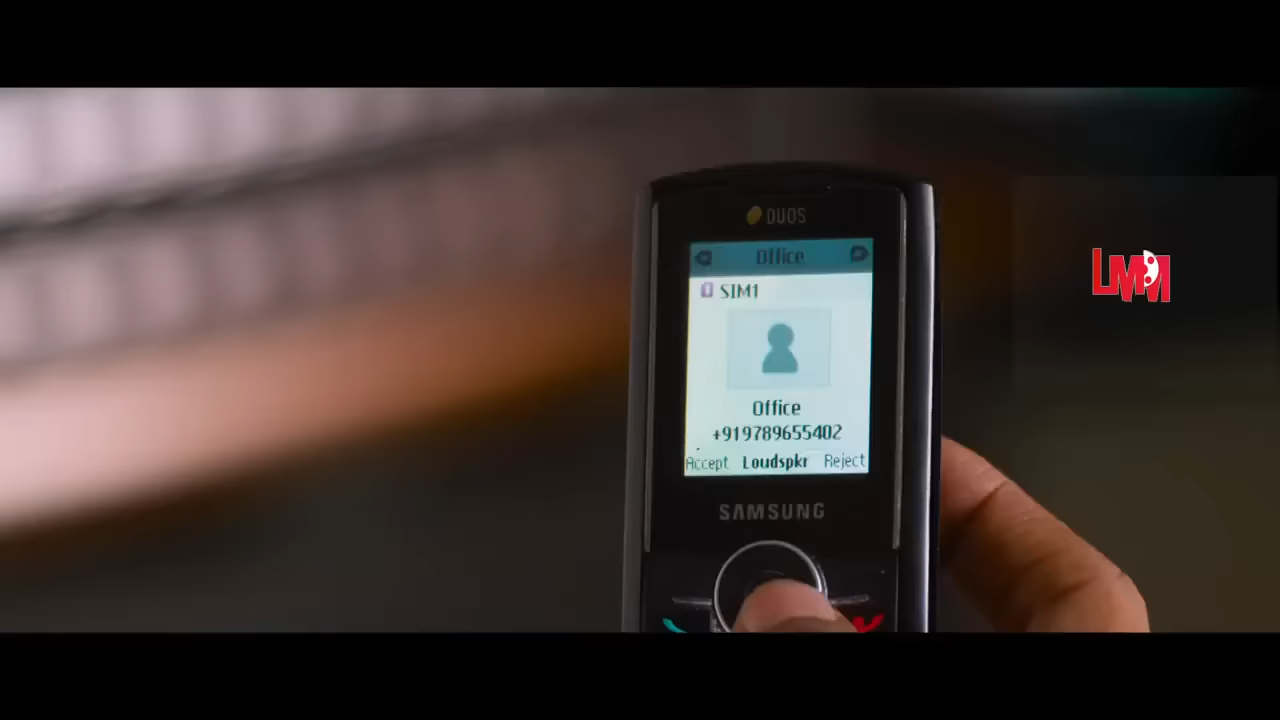 DUOS
Office
SIM1
Office
+919789655402
Accept Loudspkr Reject
SAMSUNG
LMM